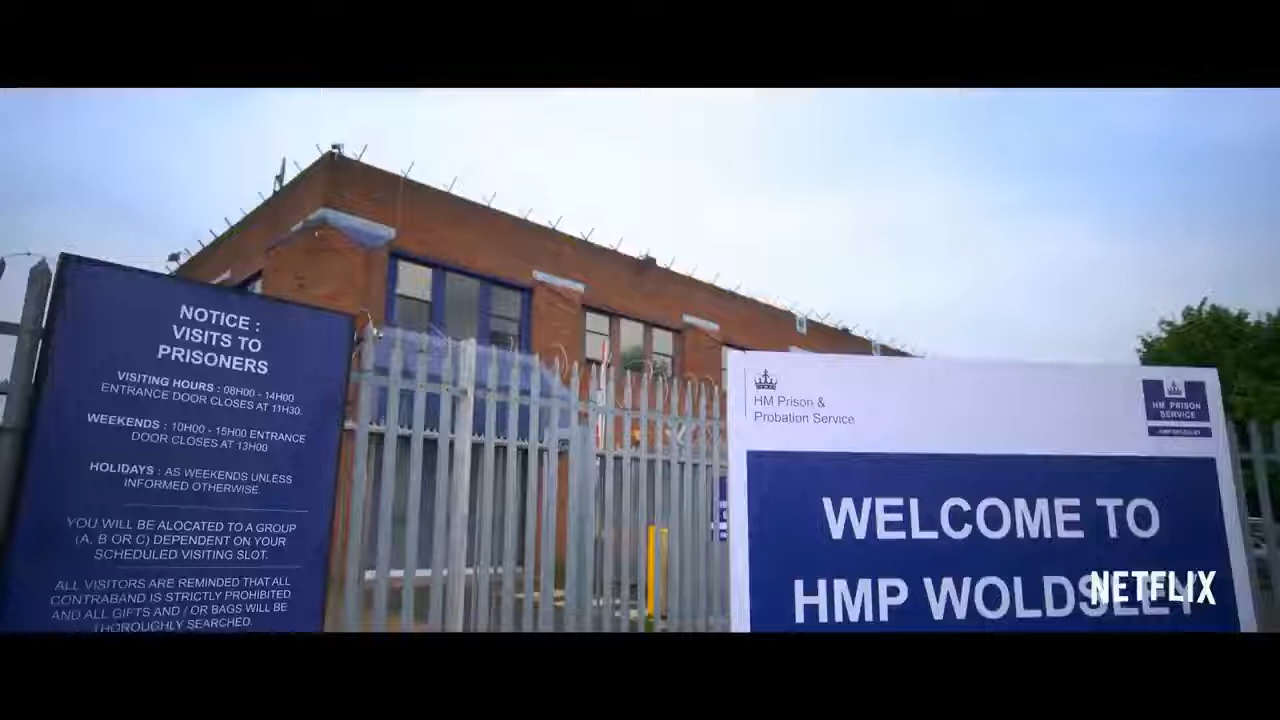 NOTICE :
VISITS TO
PRISONERS
VISITING HOURS : 08H00 - 14H00
ENTRANCE DOOR CLOSES AT 11H30.
WEEKENDS : 10H00 - 15H00 ENTRANCE
DOOR CLOSES AT 13H00
HOLIDAYS : AS WEEKENDS UNLESS
INFORMED OTHERWISE.
YOU WILL BE ALOCATED TO A GROUP
(A, B OR C) DEPENDENT ON YOUR
SCHEDULED VISITING SLOT.
ALL VISITORS ARE REMINDED THAT ALL
CONTRABAND IS STRICTLY PROHIBITED
AND ALL GIFTS AND / OR BAGS WILL BE
THOROUGHLY SEARCHED.
HM Prison &
Probation Service
HM PRISON
SERVICE
HMP WOLDSLEY
WELCOME TO
HMP WOLDSLEY
NETFLIX